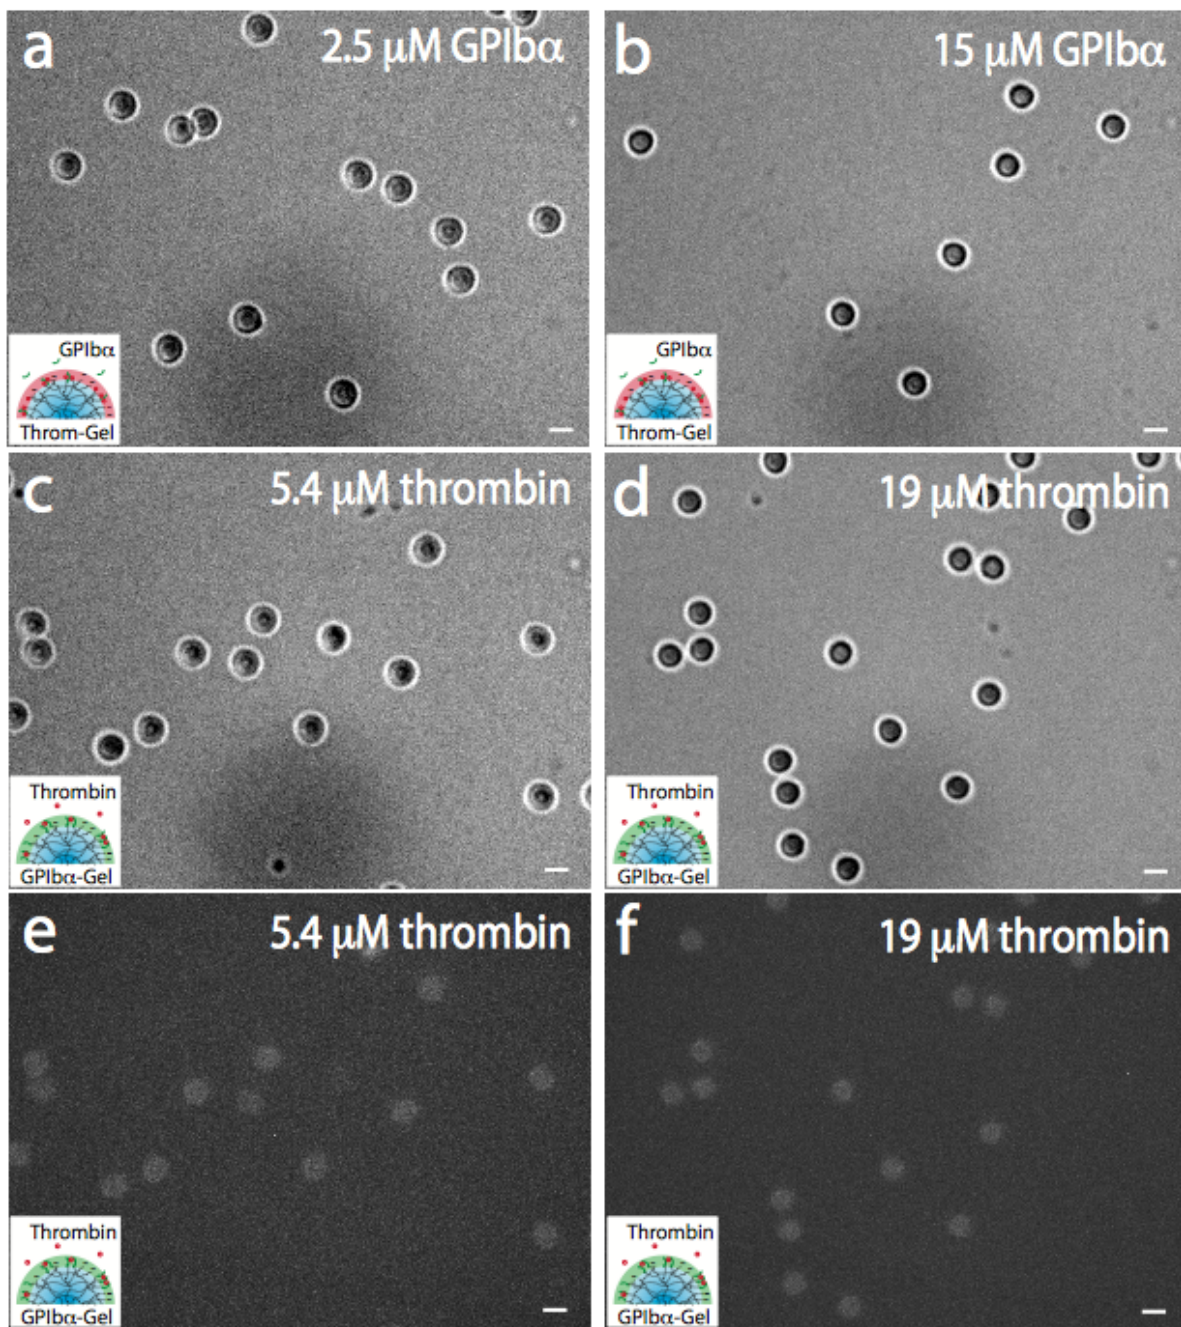 a
2.5 μM GPIbα
GPIbα
Throm-Gel
b
15 μM GPIbα
GPIbα
Throm-Gel
c
5.4 μM thrombin
Thrombin
GPIbα-Gel
d
19 μM thrombin
Thrombin
GPIbα-Gel
e
5.4 μM thrombin
Thrombin
GPIbα-Gel
f
19 μM thrombin
Thrombin
GPIbα-Gel